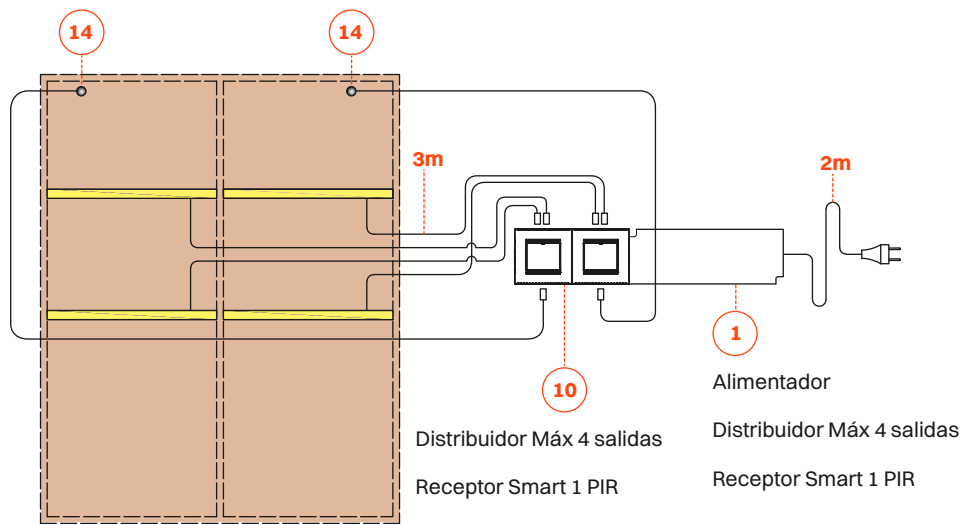 14
14
3m
2m
10
1
Distribuidor Máx 4 salidas
Receptor Smart 1 PIR
Alimentador
Distribuidor Máx 4 salidas
Receptor Smart 1 PIR